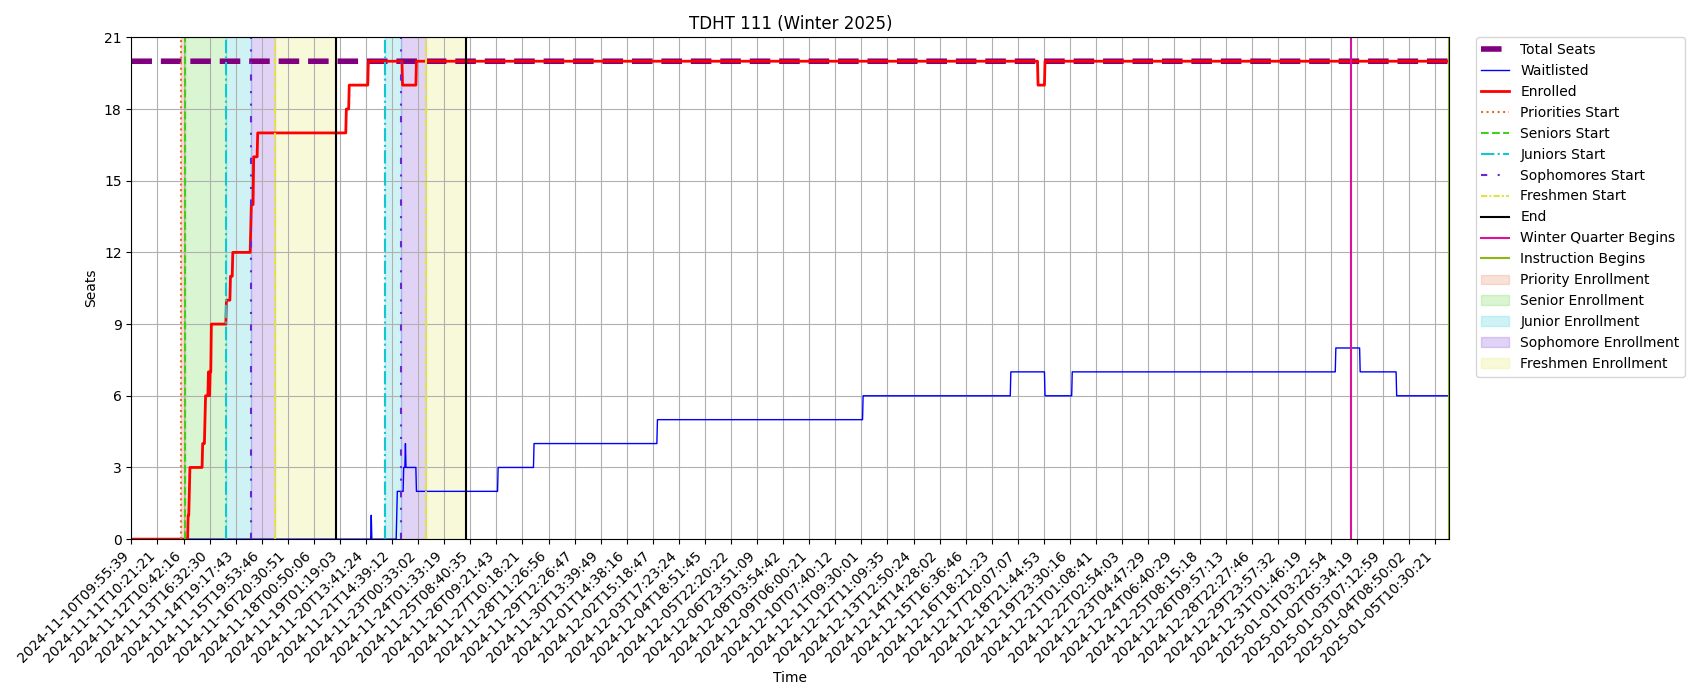 TDHT 111 (Winter 2025)
21
18
15
12
9
6
3
0
Seats
Total Seats
Waitlisted
Enrolled
Priorities Start
Seniors Start
Juniors Start
Sophomores Start
Freshmen Start
End
Winter Quarter Begins
Instruction Begins
Priority Enrollment
Senior Enrollment
Junior Enrollment
Sophomore Enrollment
Freshmen Enrollment
2024-11-10T09:55:39
2024-11-11T10:21:21
2024-11-12T10:42:16
2024-11-13T16:32:30
2024-11-14T19:17:43
2024-11-15T19:53:46
2024-11-16T20:30:51
2024-11-18T00:50:06
2024-11-19T01:19:03
2024-11-20T13:41:24
2024-11-21T14:39:12
2024-11-22T20:33:02
2024-11-24T01:33:19
2024-11-25T08:40:35
2024-11-26T09:21:43
2024-11-27T10:18:21
2024-11-28T11:26:56
2024-11-29T12:26:47
2024-11-30T13:39:49
2024-12-01T14:38:16
2024-12-02T15:18:47
2024-12-03T17:23:24
2024-12-04T18:51:45
2024-12-05T22:20:22
2024-12-06T23:51:09
2024-12-08T03:54:42
2024-12-09T06:00:21
2024-12-10T07:40:12
2024-12-11T09:30:01
2024-12-12T11:09:35
2024-12-13T12:50:24
2024-12-14T14:28:02
2024-12-15T16:36:46
2024-12-16T18:21:23
2024-12-17T20:07:07
2024-12-18T21:44:53
2024-12-19T23:30:16
2024-12-21T01:08:41
2024-12-22T02:54:03
2024-12-23T04:47:29
2024-12-24T06:40:29
2024-12-25T08:15:18
2024-12-26T09:57:13
2024-12-28T22:27:46
2024-12-29T23:57:32
2024-12-31T01:46:19
2025-01-01T03:22:54
2025-01-02T05:34:19
2025-01-03T07:12:59
2025-01-04T08:50:02
2025-01-05T10:30:21
Time